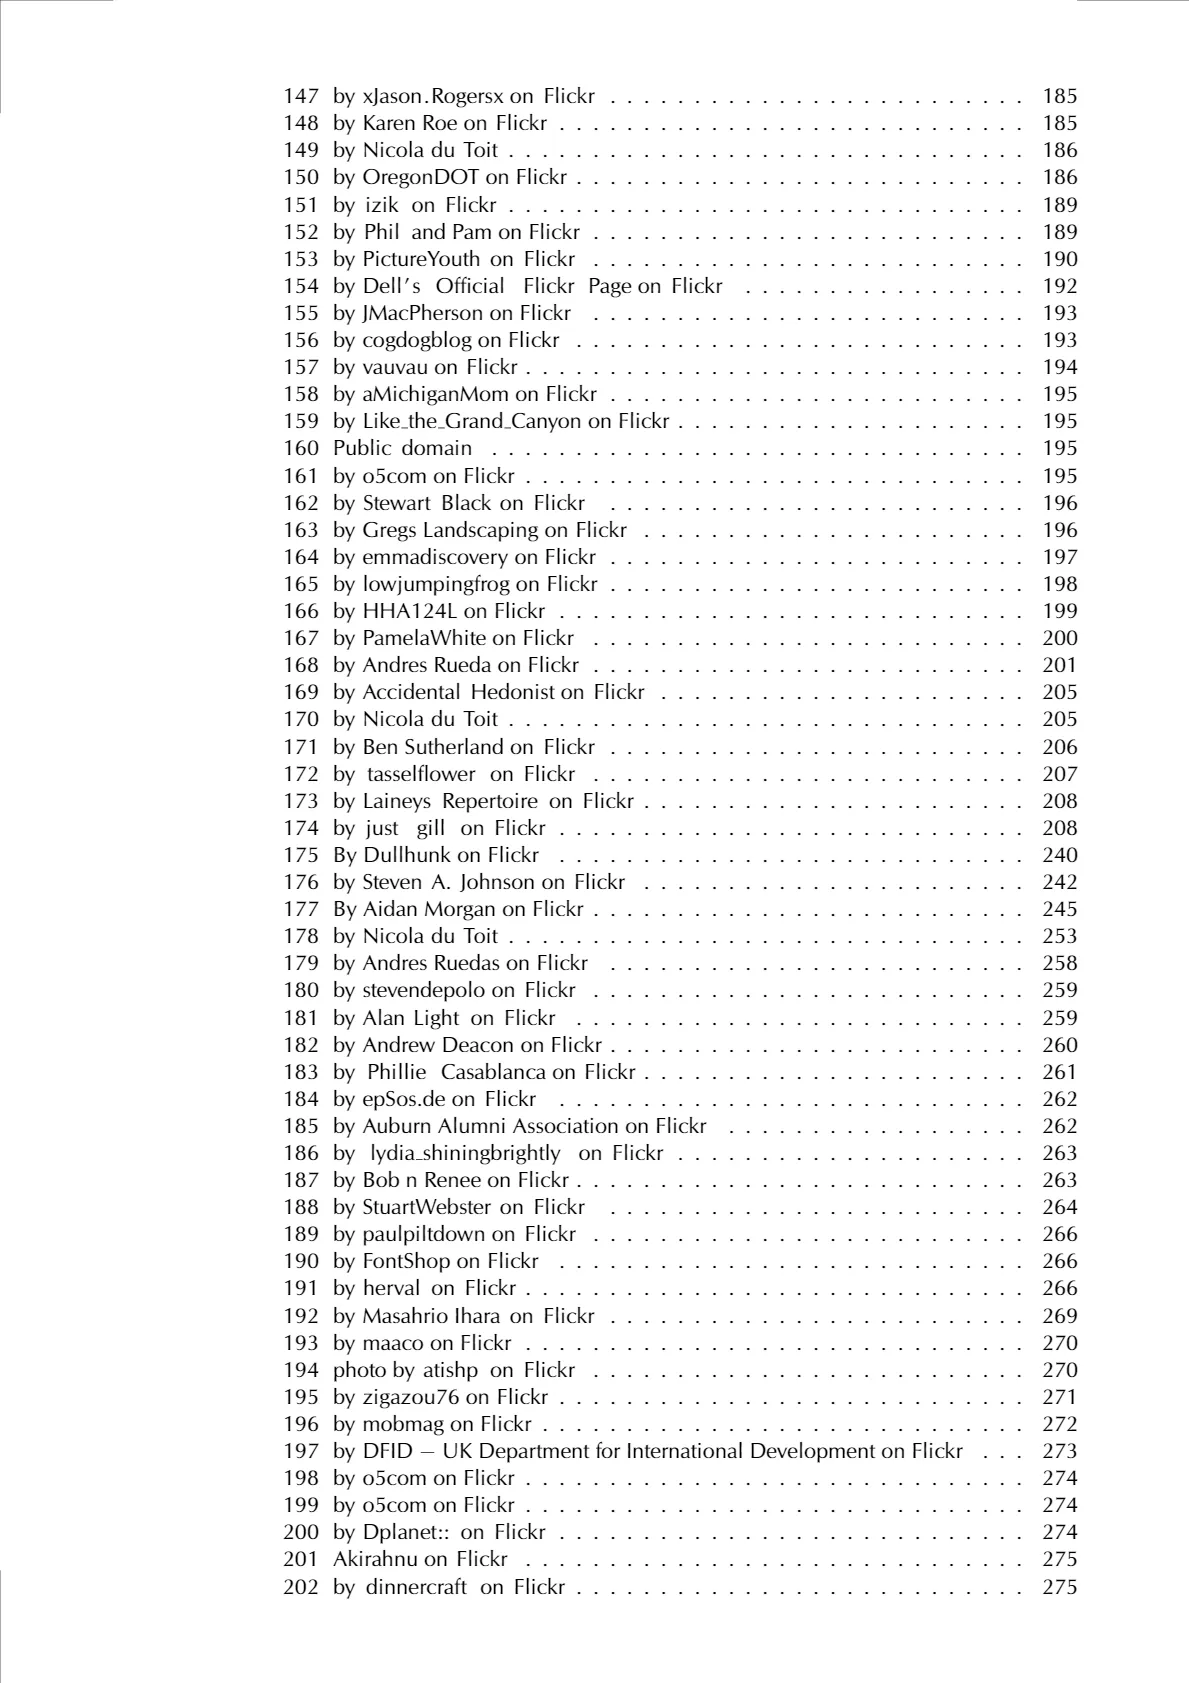 147 by xJason.Rogersx on Flickr . . . . . . . . . . . . . . . . . . . . . . . . . 185
148 by Karen Roe on Flickr . . . . . . . . . . . . . . . . . . . . . . . . . . . . 185
149 by Nicola du Toit . . . . . . . . . . . . . . . . . . . . . . . . . . . . . . . 186
150 by OregonDOT on Flickr . . . . . . . . . . . . . . . . . . . . . . . . . . . 186
151 by izik on Flickr . . . . . . . . . . . . . . . . . . . . . . . . . . . . . . . 189
152 by Phil and Pam on Flickr . . . . . . . . . . . . . . . . . . . . . . . . . . 189
153 by PictureYouth on Flickr . . . . . . . . . . . . . . . . . . . . . . . . . . 190
154 by Dell's Official Flickr Page on Flickr . . . . . . . . . . . . . . . . . 192
155 by JMacPherson on Flickr . . . . . . . . . . . . . . . . . . . . . . . . . . 193
156 by cogdogblog on Flickr . . . . . . . . . . . . . . . . . . . . . . . . . . . 193
157 by vauvau on Flickr . . . . . . . . . . . . . . . . . . . . . . . . . . . . . . 194
158 by aMichiganMom on Flickr . . . . . . . . . . . . . . . . . . . . . . . . . 195
159 by Like_the_Grand_Canyon on Flickr . . . . . . . . . . . . . . . . . . . . . 195
160 Public domain . . . . . . . . . . . . . . . . . . . . . . . . . . . . . . . . 195
161 by o5com on Flickr . . . . . . . . . . . . . . . . . . . . . . . . . . . . . . 195
162 by Stewart Black on Flickr . . . . . . . . . . . . . . . . . . . . . . . . . 196
163 by Gregs Landscaping on Flickr . . . . . . . . . . . . . . . . . . . . . . . 196
164 by emmadiscovery on Flickr . . . . . . . . . . . . . . . . . . . . . . . . . 197
165 by lowjumpingfrog on Flickr . . . . . . . . . . . . . . . . . . . . . . . . . 198
166 by HHA124L on Flickr . . . . . . . . . . . . . . . . . . . . . . . . . . . . 199
167 by PamelaWhite on Flickr . . . . . . . . . . . . . . . . . . . . . . . . . . 200
168 by Andres Rueda on Flickr . . . . . . . . . . . . . . . . . . . . . . . . . . 201
169 by Accidental Hedonist on Flickr . . . . . . . . . . . . . . . . . . . . . . 205
170 by Nicola du Toit . . . . . . . . . . . . . . . . . . . . . . . . . . . . . . . 205
171 by Ben Sutherland on Flickr . . . . . . . . . . . . . . . . . . . . . . . . . 206
172 by tasselflower on Flickr . . . . . . . . . . . . . . . . . . . . . . . . . . 207
173 by Laineys Repertoire on Flickr . . . . . . . . . . . . . . . . . . . . . . . 208
174 by just gill on Flickr . . . . . . . . . . . . . . . . . . . . . . . . . . . . 208
175 By Dullhunk on Flickr . . . . . . . . . . . . . . . . . . . . . . . . . . . . 240
176 by Steven A. Johnson on Flickr . . . . . . . . . . . . . . . . . . . . . . . 242
177 By Aidan Morgan on Flickr . . . . . . . . . . . . . . . . . . . . . . . . . . 245
178 by Nicola du Toit . . . . . . . . . . . . . . . . . . . . . . . . . . . . . . . 253
179 by Andres Ruedas on Flickr . . . . . . . . . . . . . . . . . . . . . . . . . 258
180 by stevendepolo on Flickr . . . . . . . . . . . . . . . . . . . . . . . . . . 259
181 by Alan Light on Flickr . . . . . . . . . . . . . . . . . . . . . . . . . . . 259
182 by Andrew Deacon on Flickr . . . . . . . . . . . . . . . . . . . . . . . . . 260
183 by Phillie Casablanca on Flickr . . . . . . . . . . . . . . . . . . . . . . . 261
184 by epSos.de on Flickr . . . . . . . . . . . . . . . . . . . . . . . . . . . . 262
185 by Auburn Alumni Association on Flickr . . . . . . . . . . . . . . . . . . 262
186 by lydia_shiningbrightly on Flickr . . . . . . . . . . . . . . . . . . . . . 263
187 by Bob n Renee on Flickr . . . . . . . . . . . . . . . . . . . . . . . . . . . 263
188 by StuartWebster on Flickr . . . . . . . . . . . . . . . . . . . . . . . . . 264
189 by paulpiltdown on Flickr . . . . . . . . . . . . . . . . . . . . . . . . . . 266
190 by FontShop on Flickr . . . . . . . . . . . . . . . . . . . . . . . . . . . . 266
191 by herval on Flickr . . . . . . . . . . . . . . . . . . . . . . . . . . . . . . 266
192 by Masahrio Ihara on Flickr . . . . . . . . . . . . . . . . . . . . . . . . . 269
193 by maaco on Flickr . . . . . . . . . . . . . . . . . . . . . . . . . . . . . . 270
194 photo by atishp on Flickr . . . . . . . . . . . . . . . . . . . . . . . . . . 270
195 by zigazou76 on Flickr . . . . . . . . . . . . . . . . . . . . . . . . . . . . 271
196 by mobmag on Flickr . . . . . . . . . . . . . . . . . . . . . . . . . . . . . 272
197 by DFID – UK Department for International Development on Flickr . . . 273
198 by o5com on Flickr . . . . . . . . . . . . . . . . . . . . . . . . . . . . . . 274
199 by o5com on Flickr . . . . . . . . . . . . . . . . . . . . . . . . . . . . . . 274
200 by Dplanet:: on Flickr . . . . . . . . . . . . . . . . . . . . . . . . . . . . 274
201 Akirahnu on Flickr . . . . . . . . . . . . . . . . . . . . . . . . . . . . . . 275
202 by dinnercraft on Flickr . . . . . . . . . . . . . . . . . . . . . . . . . . . 275